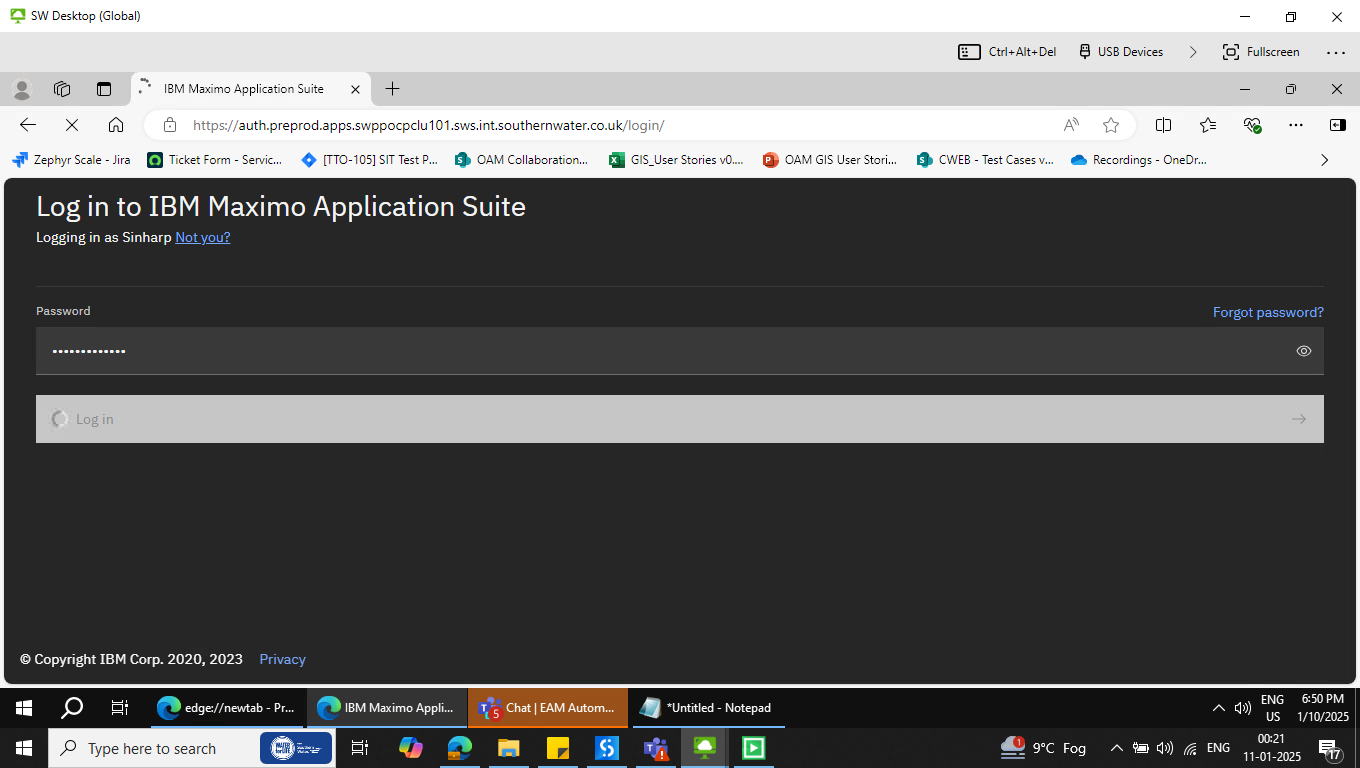 SW Desktop (Global)
Ctrl+Alt+Del USB Devices Fullscreen
IBM Maximo Application Suite
https://auth.preprod.apps.swppocpclu101.sws.int.southernwater.co.uk/login/
Zephyr Scale - Jira Ticket Form - Servic... [TTO-105] SIT Test P... OAM Collaboration... GIS_User Stories v0.... OAM GIS User Stori... CWEB - Test Cases v... Recordings - OneDr...
Log in to IBM Maximo Application Suite
Logging in as Sinharp Not you?
Password Forgot password?
Log in
© Copyright IBM Corp. 2020, 2023 Privacy
edge://newtab - Pr... IBM Maximo Appli... 5 Chat | EAM Autom... *Untitled - Notepad ENG US 6:50 PM 1/10/2025
Type here to search 1 9°C Fog ENG 00:21 11-01-2025 17